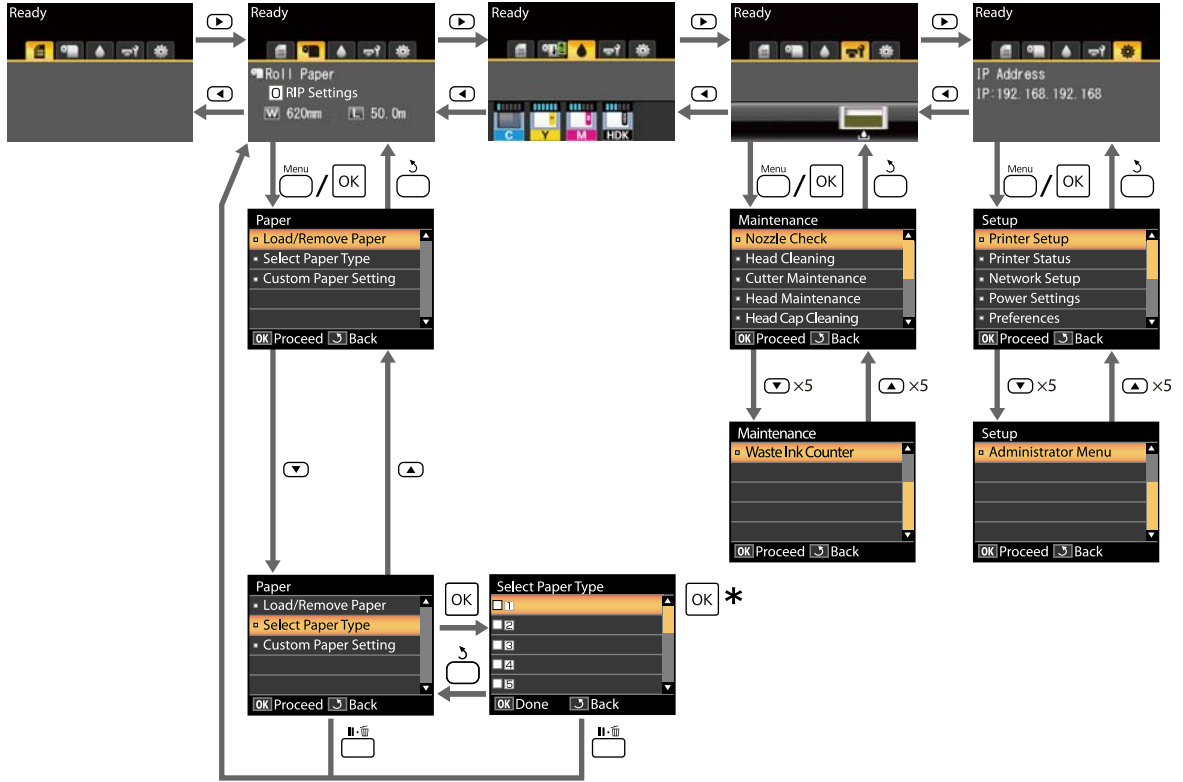 Ready
Ready
Ready
Ready
Ready
Roll Paper
0 RIP Settings
W 620mm L 50.0m
C Y M HDK
IP Address
IP:192.168.192.168
Menu
/ OK
Menu
/ OK
Menu
/ OK
Paper
Load/Remove Paper
Select Paper Type
Custom Paper Setting
OK Proceed Back
Maintenance
Nozzle Check
Head Cleaning
Cutter Maintenance
Head Maintenance
Head Cap Cleaning
OK Proceed Back
Setup
Printer Setup
Printer Status
Network Setup
Power Settings
Preferences
OK Proceed Back
×5
×5
×5
×5
Maintenance
Waste Ink Counter
OK Proceed Back
Setup
Administrator Menu
OK Proceed Back
Paper
Load/Remove Paper
Select Paper Type
Custom Paper Setting
OK Proceed Back
OK
Select Paper Type
1
2
3
4
5
OK Done Back
OK *